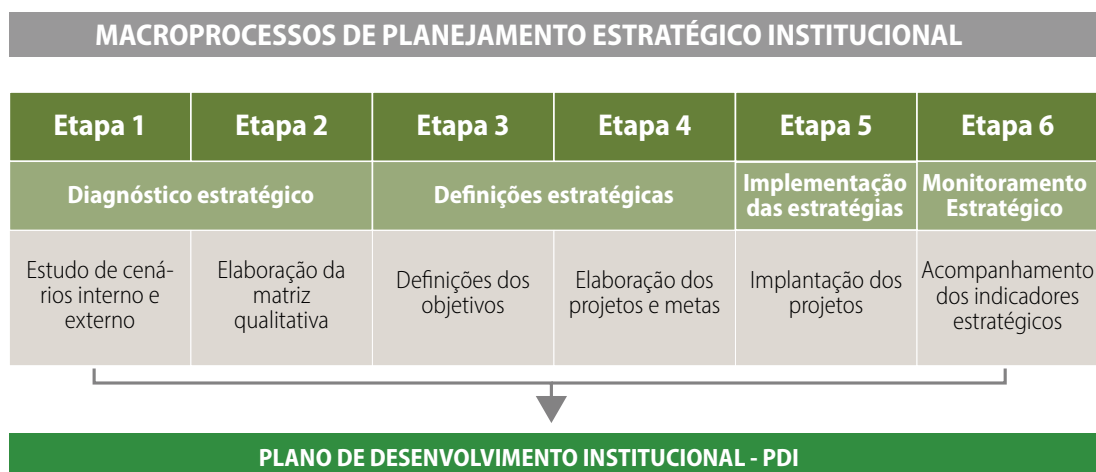 MACROPROCESSOS DE PLANEJAMENTO ESTRATÉGICO INSTITUCIONAL
Etapa 1
Etapa 2
Etapa 3
Etapa 4
Etapa 5
Etapa 6
Diagnóstico estratégico
Definições estratégicas
Implementação
das estratégias
Monitoramento
Estratégico
Estudo de cená-
rios interno e
externo
Elaboração da
matriz
qualitativa
Definições dos
objetivos
Elaboração dos
projetos e metas
Implantação dos
projetos
Acompanhamento
dos indicadores
estratégicos
PLANO DE DESENVOLVIMENTO INSTITUCIONAL - PDI